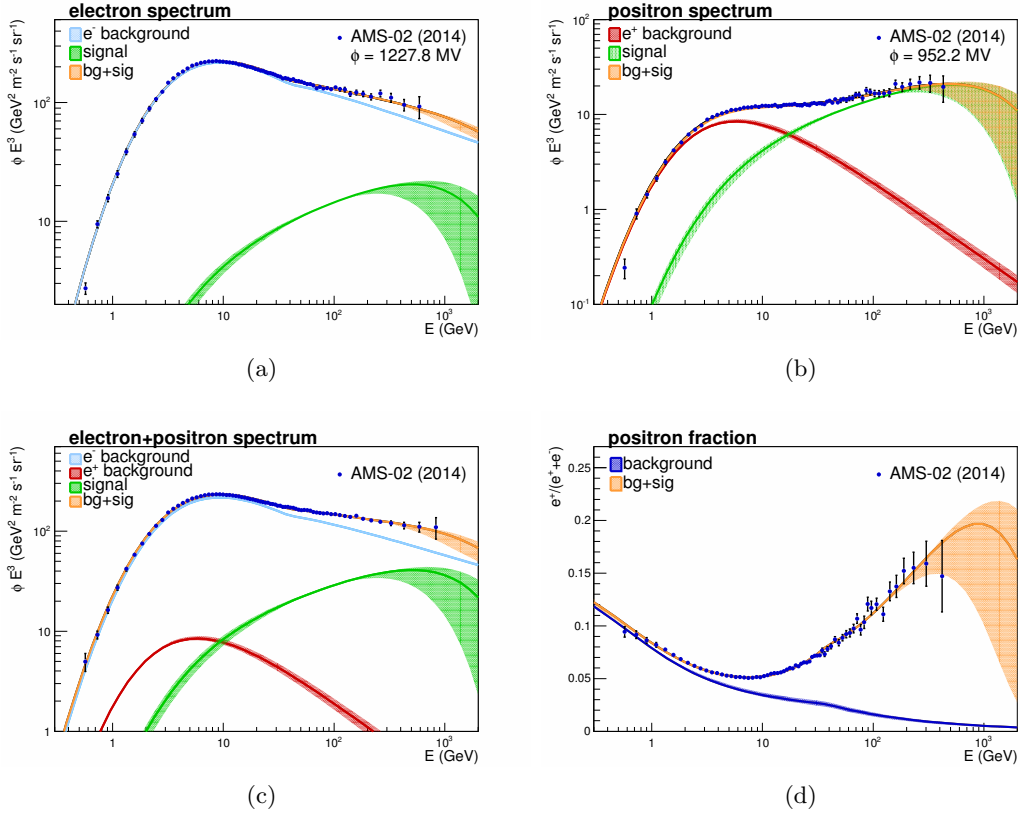 electron spectrum
e⁻ background
signal
bg+sig
AMS-02 (2014)
ϕ = 1227.8 MV
ϕ E³ (GeV² m⁻² s⁻¹ sr⁻¹)
10²
10
1
10
10²
10³
E (GeV)
(a)
positron spectrum
e⁺ background
signal
bg+sig
AMS-02 (2014)
ϕ = 952.2 MV
ϕ E³ (GeV² m⁻² s⁻¹ sr⁻¹)
10²
10
1
10⁻¹
1
10
10²
10³
E (GeV)
(b)
electron+positron spectrum
e⁻ background
e⁺ background
signal
bg+sig
AMS-02 (2014)
ϕ E³ (GeV² m⁻² s⁻¹ sr⁻¹)
10²
10
1
1
10
10²
10³
E (GeV)
(c)
positron fraction
background
bg+sig
AMS-02 (2014)
e⁺/(e⁺+e⁻)
0.25
0.2
0.15
0.1
0.05
0
1
10
10²
10³
E (GeV)
(d)